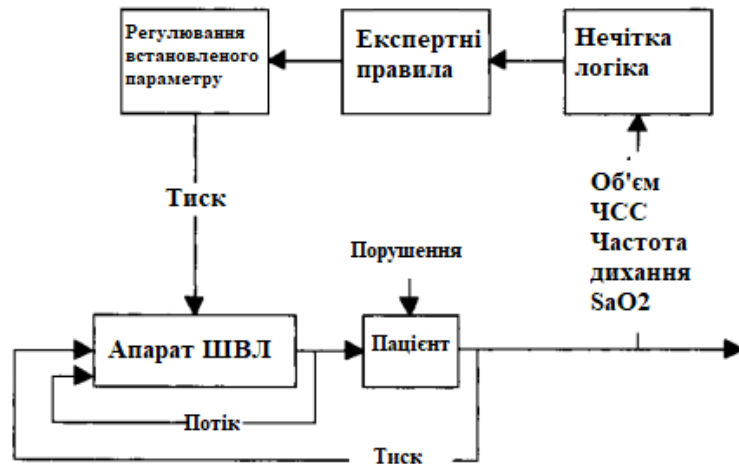 Регулювання
встановленого
параметру
Експертні
правила
Нечітка
логіка
Тиск
Об'єм
ЧСС
Частота
дихання
SaO2
Порушення
Апарат ШВЛ
Пацієнт
Потік
Тиск